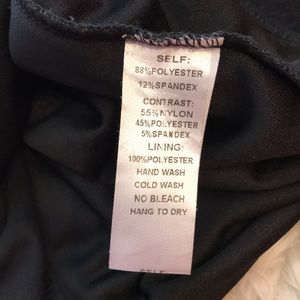 SELF:
88%POLYESTER
12%SPANDEX
CONTRAST:
55%NYLON
45%POLYESTER
5%SPANDEX
LINING:
100%POLYESTER
HAND WASH
COLD WASH
NO BLEACH
HANG TO DRY
SELF: